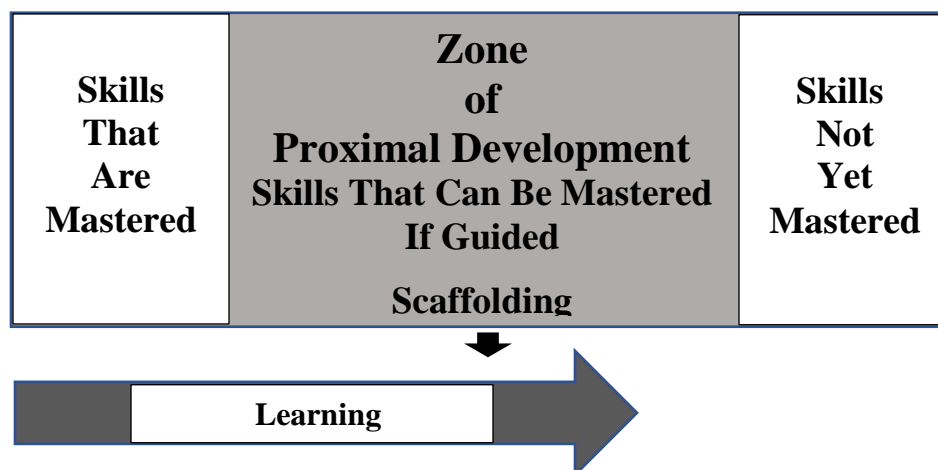 Skills
That
Are
Mastered
Zone
of
Proximal Development
Skills That Can Be Mastered
If Guided
Scaffolding
Skills
Not
Yet
Mastered
Learning